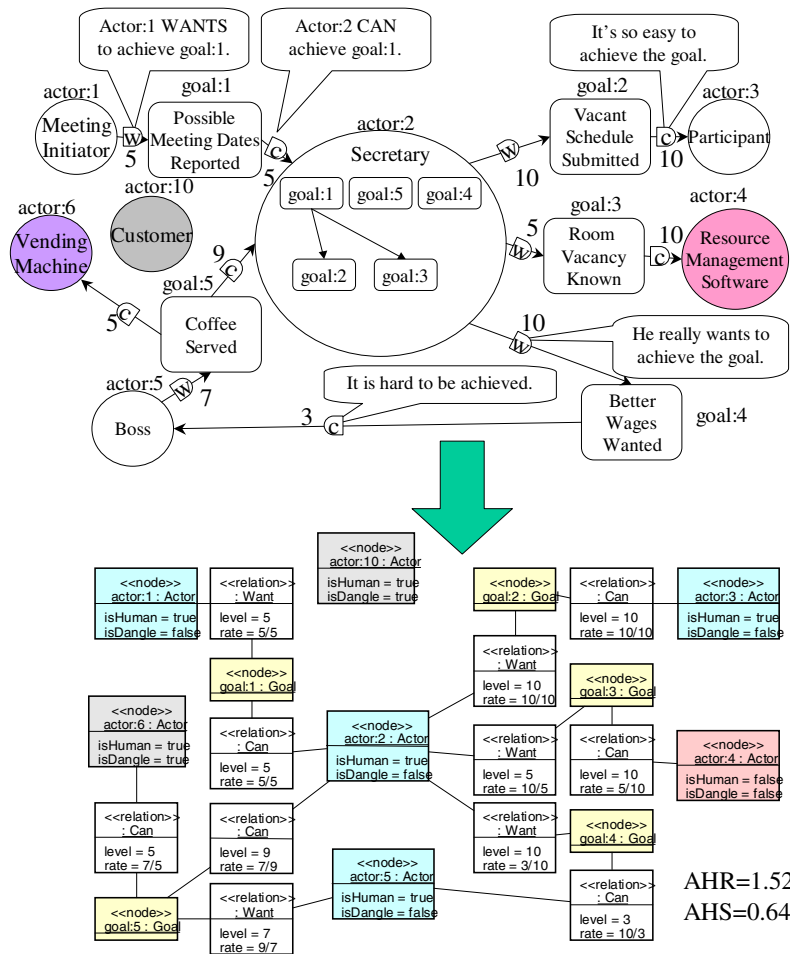 Actor:1 WANTS
to achieve goal:1.
Actor:2 CAN
achieve goal:1.
It's so easy to
achieve the goal.
goal:1
goal:2
actor:1
actor:3
Meeting
Initiator
w
5
Possible
Meeting Dates
Reported
c
5
actor:2
Secretary
goal:1
goal:5
goal:4
goal:2
goal:3
w
10
Vacant
Schedule
Submitted
c
10
Participant
actor:10
Customer
actor:6
Vending
Machine
goal:3
actor:4
w
5
Room
Vacancy
Known
c
10
Resource
Management
Software
9
c
goal:5
Coffee
Served
c
5
w
10
He really wants to
achieve the goal.
actor:5
w
7
Boss
It is hard to be achieved.
3
c
Better
Wages
Wanted
goal:4
<<node>>
actor:10 : Actor
isHuman = true
isDangle = true
<<node>>
actor:1 : Actor
isHuman = true
isDangle = false
<<relation>>
: Want
level = 5
rate = 5/5
<<node>>
goal:2 : Goal
<<relation>>
: Can
level = 10
rate = 10/10
<<node>>
actor:3 : Actor
isHuman = true
isDangle = false
<<node>>
goal:1 : Goal
<<relation>>
: Want
level = 10
rate = 10/10
<<node>>
goal:3 : Goal
<<node>>
actor:6 : Actor
isHuman = true
isDangle = true
<<relation>>
: Can
level = 5
rate = 5/5
<<node>>
actor:2 : Actor
isHuman = true
isDangle = false
<<relation>>
: Want
level = 5
rate = 10/5
<<relation>>
: Can
level = 10
rate = 5/10
<<node>>
actor:4 : Actor
isHuman = false
isDangle = false
<<relation>>
: Can
level = 5
rate = 7/5
<<relation>>
: Can
level = 9
rate = 7/9
<<relation>>
: Want
level = 10
rate = 3/10
<<node>>
goal:4 : Goal
<<node>>
actor:5 : Actor
isHuman = true
isDangle = false
<<node>>
goal:5 : Goal
<<relation>>
: Want
level = 7
rate = 9/7
<<relation>>
: Can
level = 3
rate = 10/3
AHR=1.52
AHS=0.64